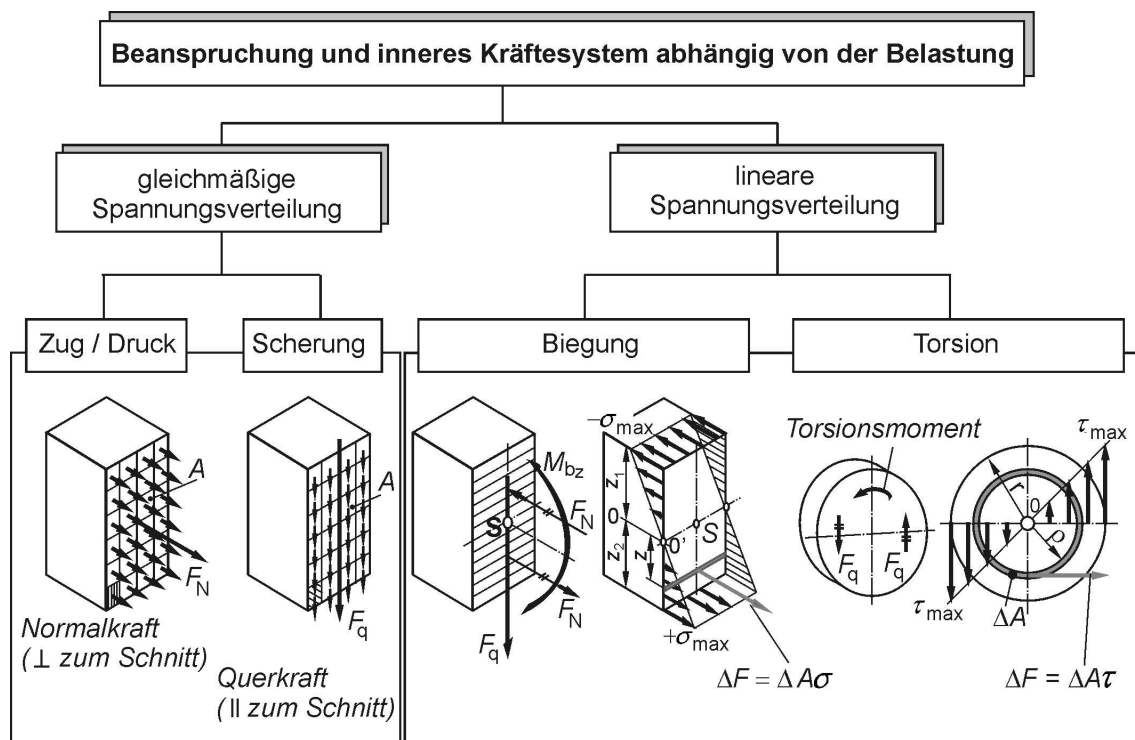 Beanspruchung und inneres Kräftesystem abhängig von der Belastung
gleichmäßige
Spannungsverteilung
lineare
Spannungsverteilung
Zug / Druck
Scherung
Biegung
Torsion
A
F_N
Normalkraft
(⊥ zum Schnitt)
A
F_q
Querkraft
(|| zum Schnitt)
M_bz
S
F_N
F_N
F_q
−σ_max
z_1
0
z_2
z
0'
S
+σ_max
ΔF = ΔAσ
Torsionsmoment
F_q
F_q
τ_max
r
0
ρ
τ_max
ΔA
ΔF = ΔAτ